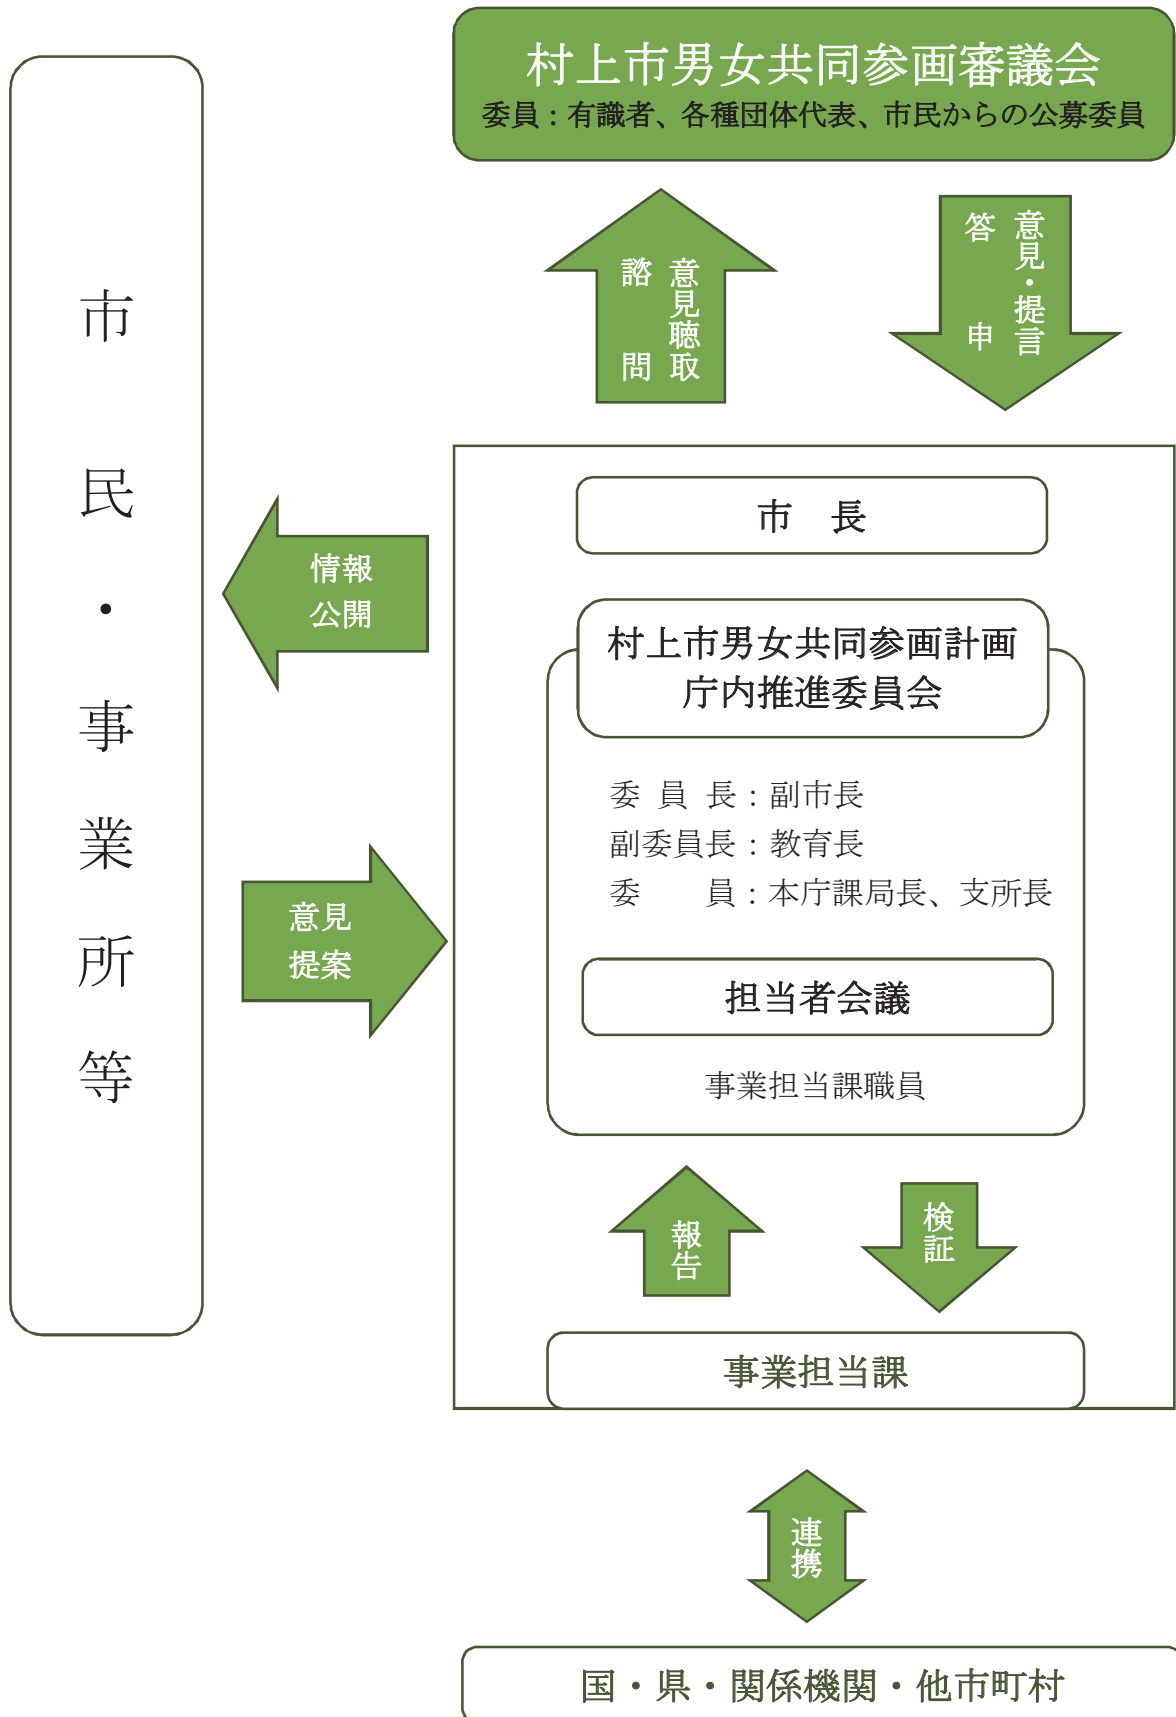 村上市男女共同参画審議会
委員：有識者、各種団体代表、市民からの公募委員
意見聴取
諮問
意見・提言
答申
市民・事業所等
市　長
情報
公開
村上市男女共同参画計画
庁内推進委員会
委員長：副市長
副委員長：教育長
委　　員：本庁課局長、支所長
意見
提案
担当者会議
事業担当課職員
報告
検証
事業担当課
連携
国・県・関係機関・他市町村